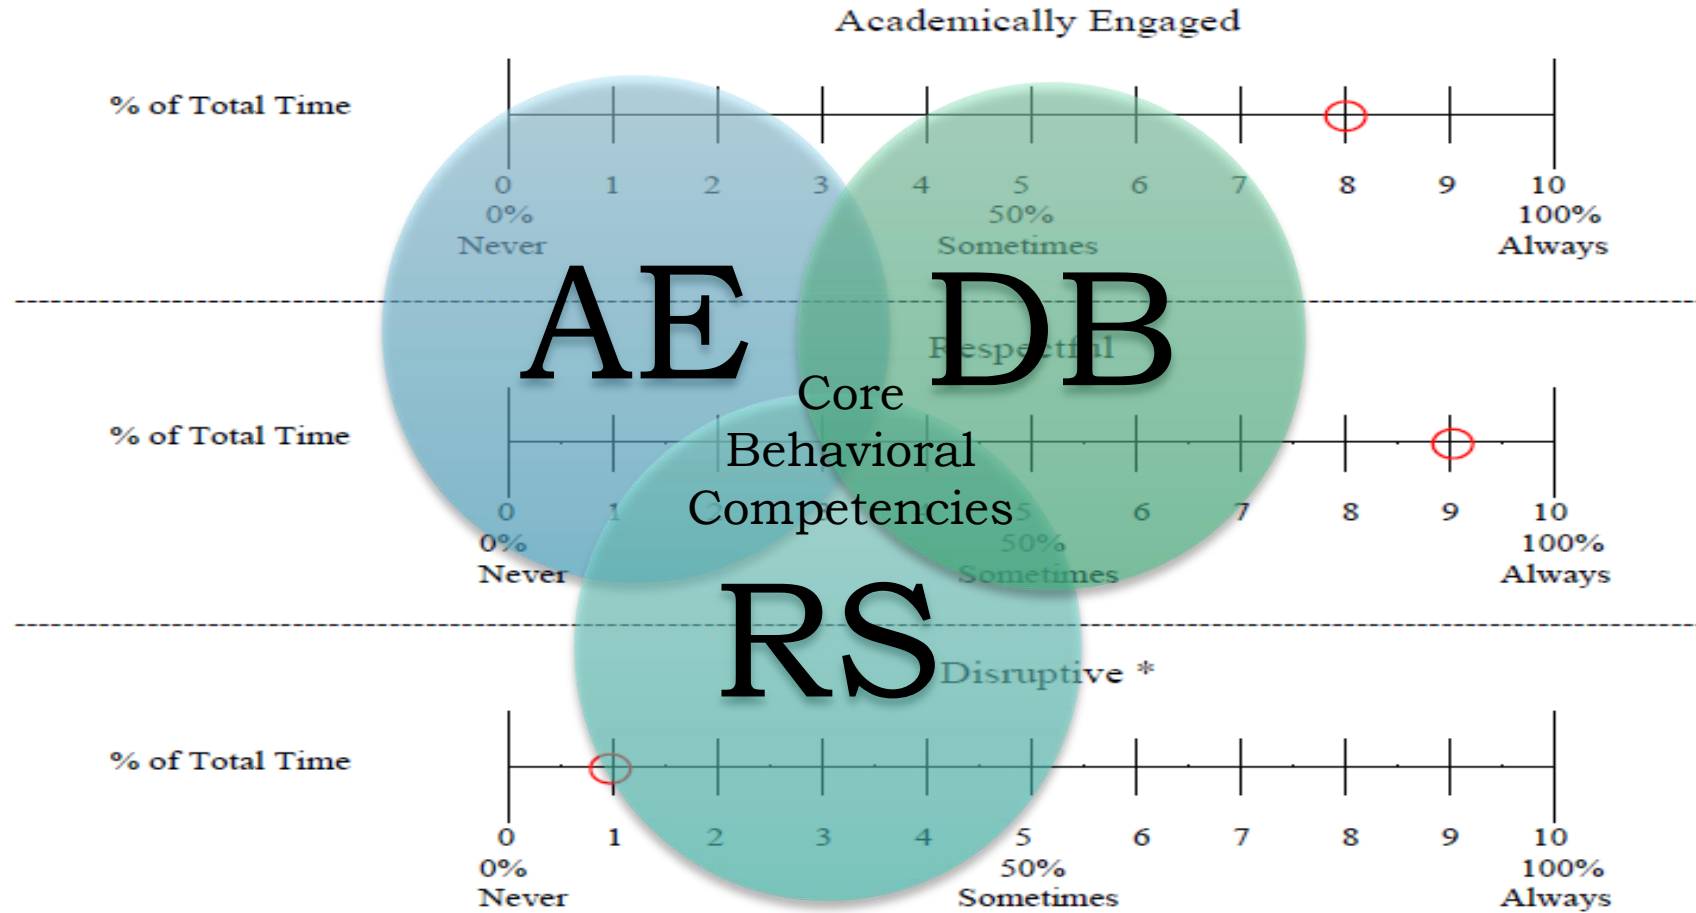 Academically Engaged
% of Total Time
0 1 2 3 4 5 6 7 8 9 10
0% 50% 100%
Never Sometimes Always
AE DB
Respectful
Core
Behavioral
Competencies
% of Total Time
0 1 5 6 7 8 9 10
0% 50% 100%
Never Sometimes Always
RS
Disruptive *
% of Total Time
0 1 2 3 4 5 6 7 8 9 10
0% 50% 100%
Never Sometimes Always